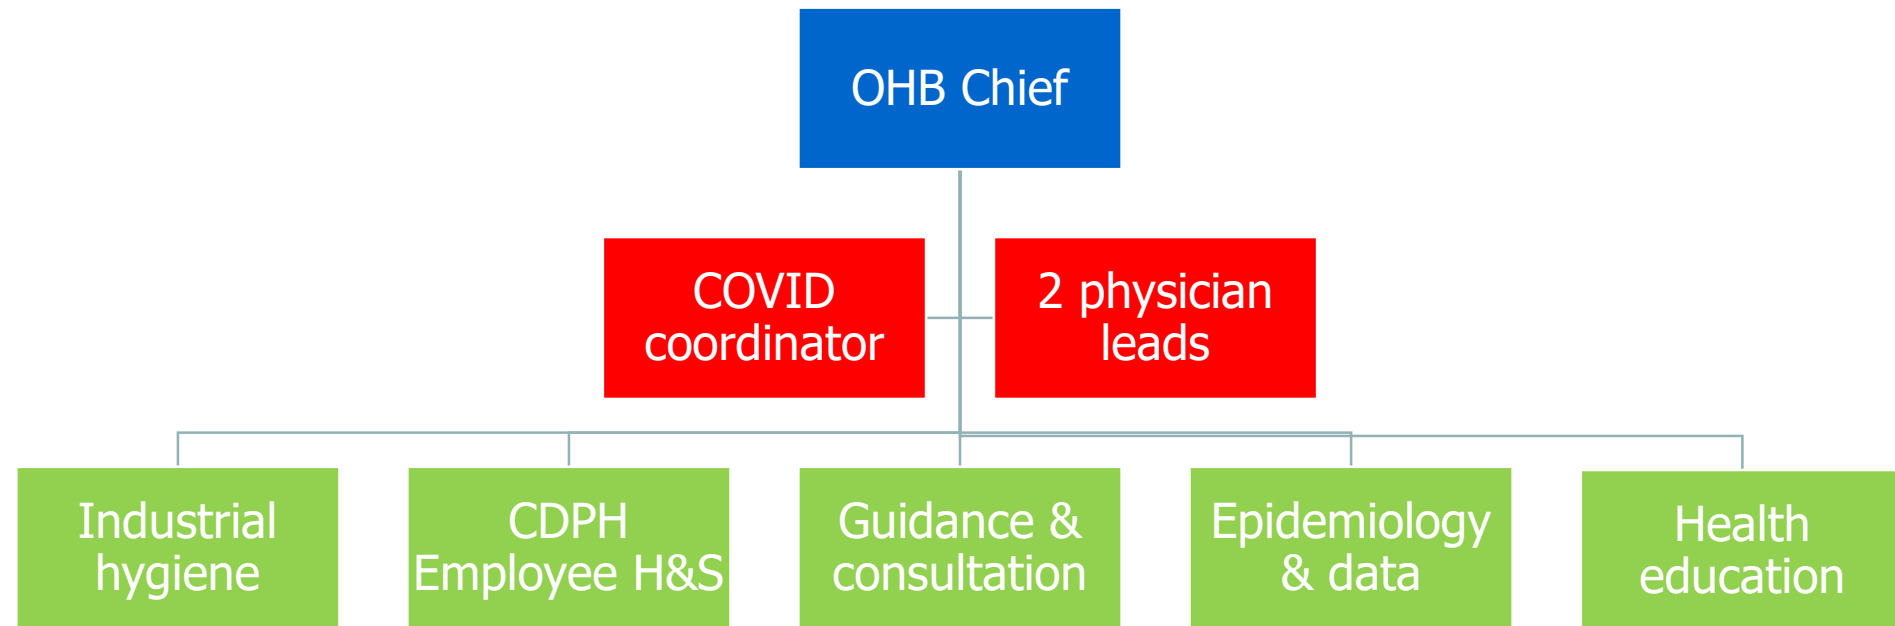 OHB Chief
COVID
coordinator
2 physician
leads
Industrial
hygiene
CDPH
Employee H&S
Guidance &
consultation
Epidemiology
& data
Health
education